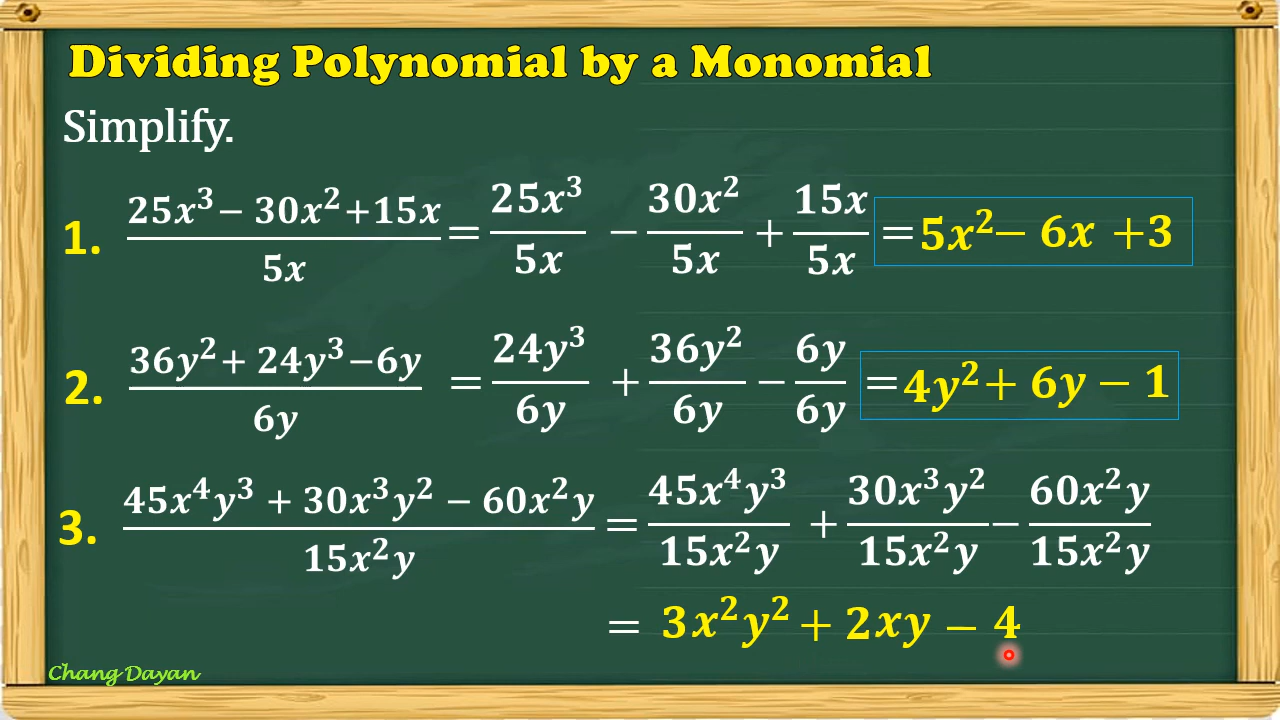 Dividing Polynomial by a Monomial
Simplify.
1. (25x³ − 30x² +15x)/(5x) = 25x³/5x − 30x²/5x + 15x/5x = 5x² − 6x +3
2. (36y² + 24y³ −6y)/(6y) = 24y³/6y + 36y²/6y − 6y/6y = 4y² + 6y − 1
3. (45x⁴y³ + 30x³y² − 60x²y)/(15x²y) = 45x⁴y³/15x²y + 30x³y²/15x²y − 60x²y/15x²y
= 3x²y² + 2xy − 4
Chang Dayan